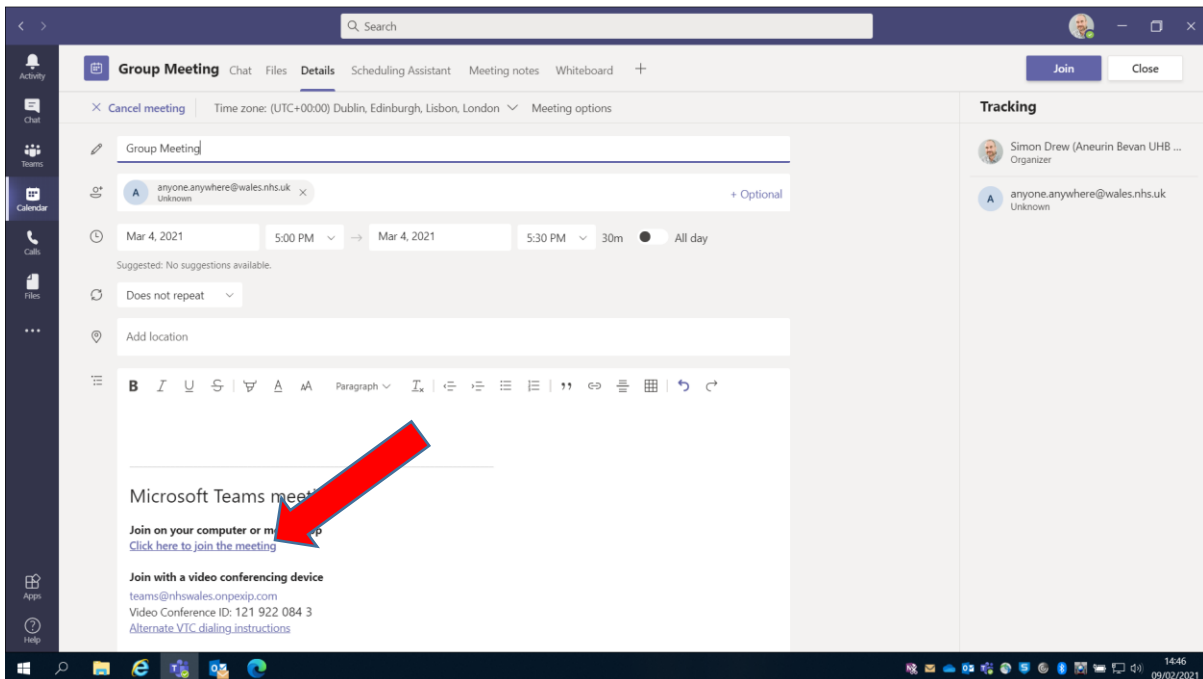 Search
Activity
Chat
Teams
Calendar
Calls
Files
Apps
Help
Group Meeting Chat Files Details Scheduling Assistant Meeting notes Whiteboard +
Join Close
× Cancel meeting Time zone: (UTC+00:00) Dublin, Edinburgh, Lisbon, London Meeting options
Group Meeting
A anyone.anywhere@wales.nhs.uk ×
Unknown
+ Optional
Mar 4, 2021 5:00 PM → Mar 4, 2021 5:30 PM 30m All day
Suggested: No suggestions available.
Does not repeat
Add location
B I U S A AA Paragraph
Microsoft Teams
Join on your computer or
Click here to join the meeting
Join with a video conferencing device
teams@nhswales.onpexip.com
Video Conference ID: 121 922 084 3
Alternate VTC dialing instructions
Tracking
Simon Drew (Aneurin Bevan UHB ...
Organizer
A anyone.anywhere@wales.nhs.uk
Unknown
14:46
09/02/2021